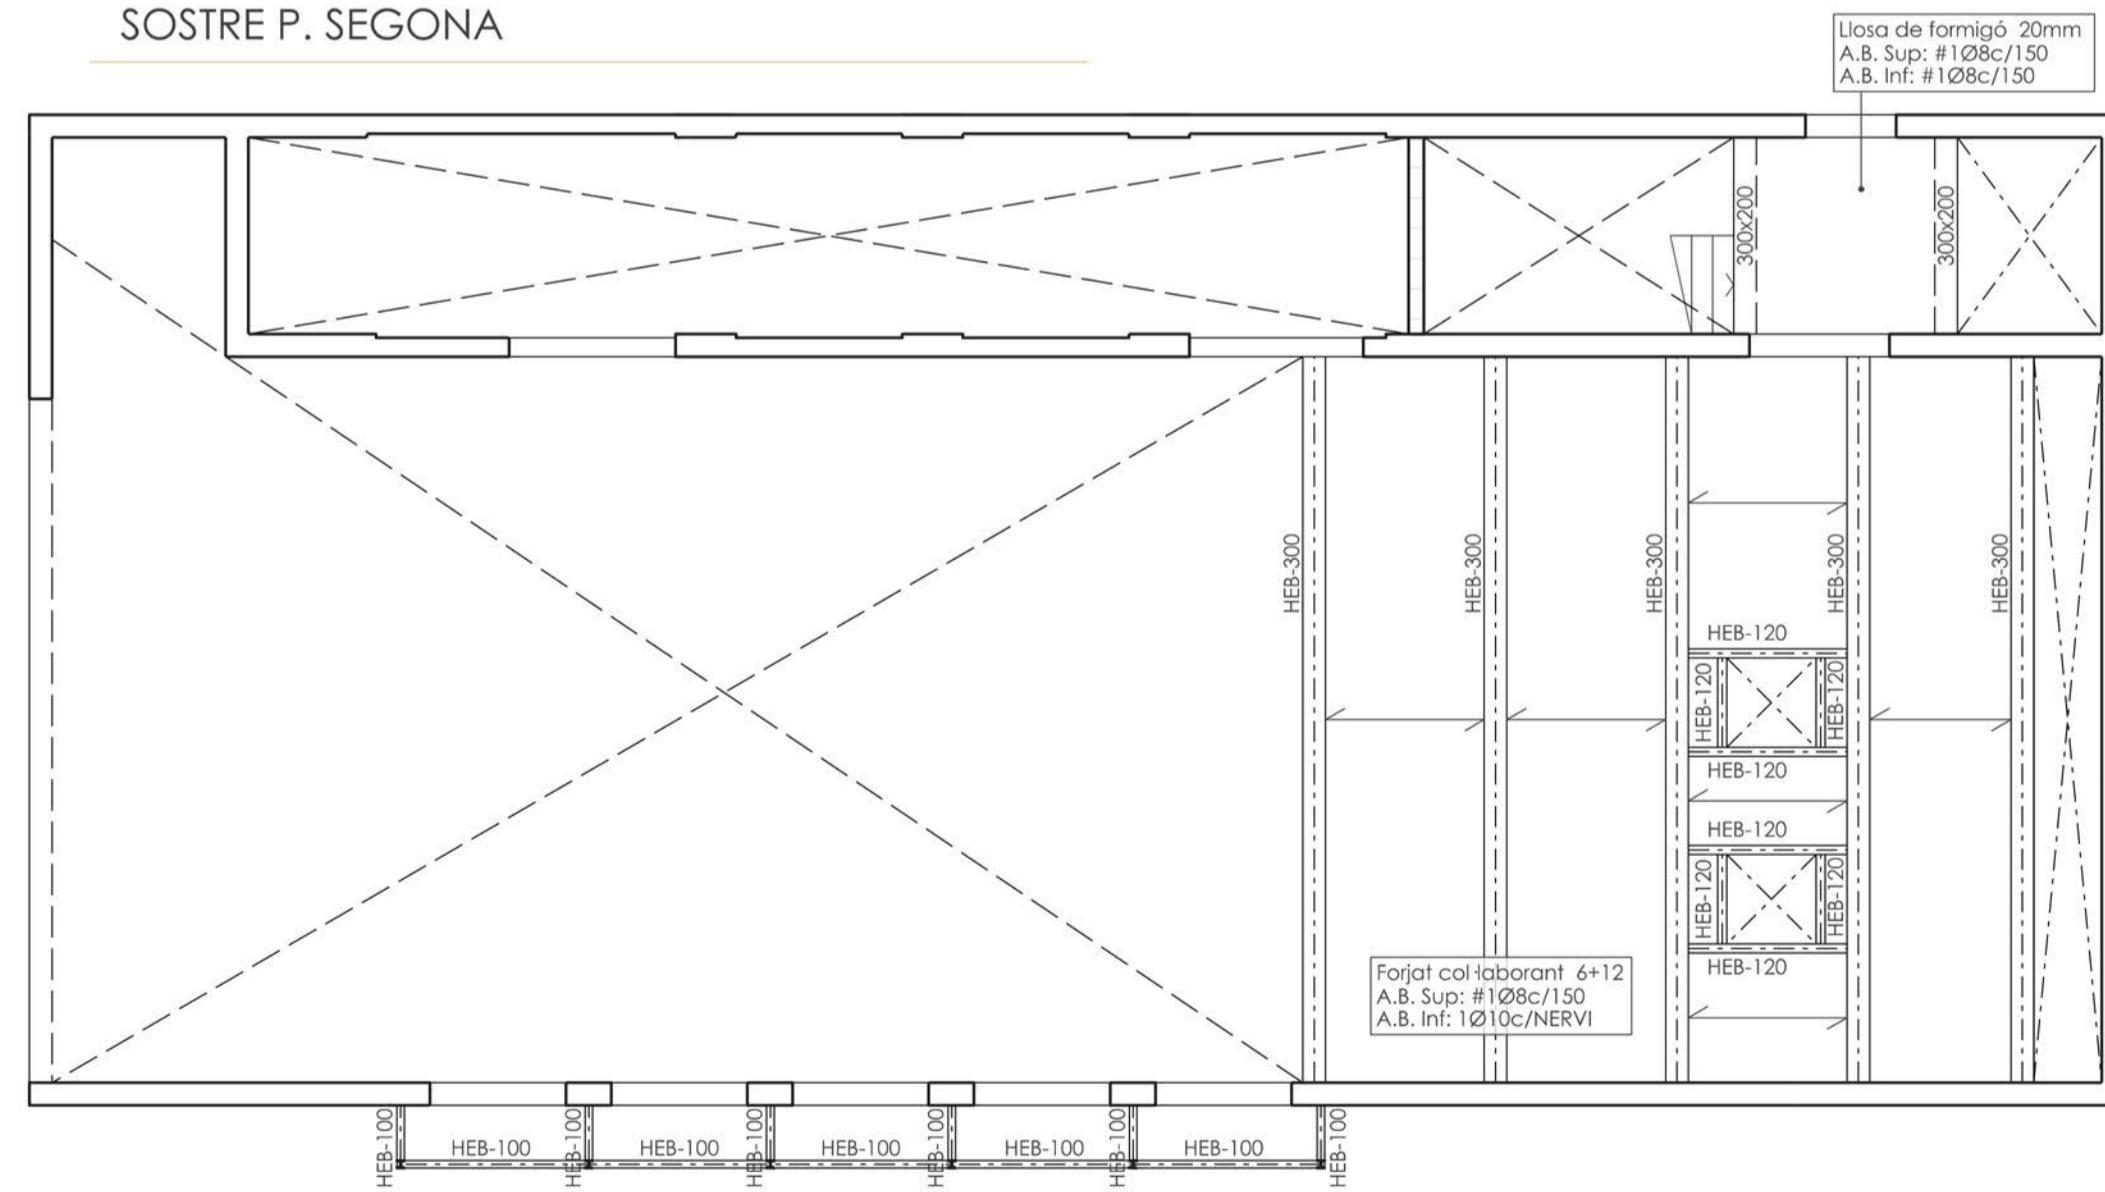 SOSTRE P. SEGONA
Llosa de formigó 20mm
A.B. Sup: #1Ø8c/150
A.B. Inf: #1Ø8c/150
300x200
300x200
HEB-300
HEB-300
HEB-300
HEB-300
HEB-300
HEB-120
HEB-120
HEB-120
HEB-120
HEB-120
HEB-120
HEB-120
HEB-120
Forjat col·laborant 6+12
A.B. Sup: #1Ø8c/150
A.B. Inf: 1Ø10c/NERVI
HEB-100
HEB-100
HEB-100
HEB-100
HEB-100
HEB-100
HEB-100
HEB-100
HEB-100
HEB-100
HEB-100